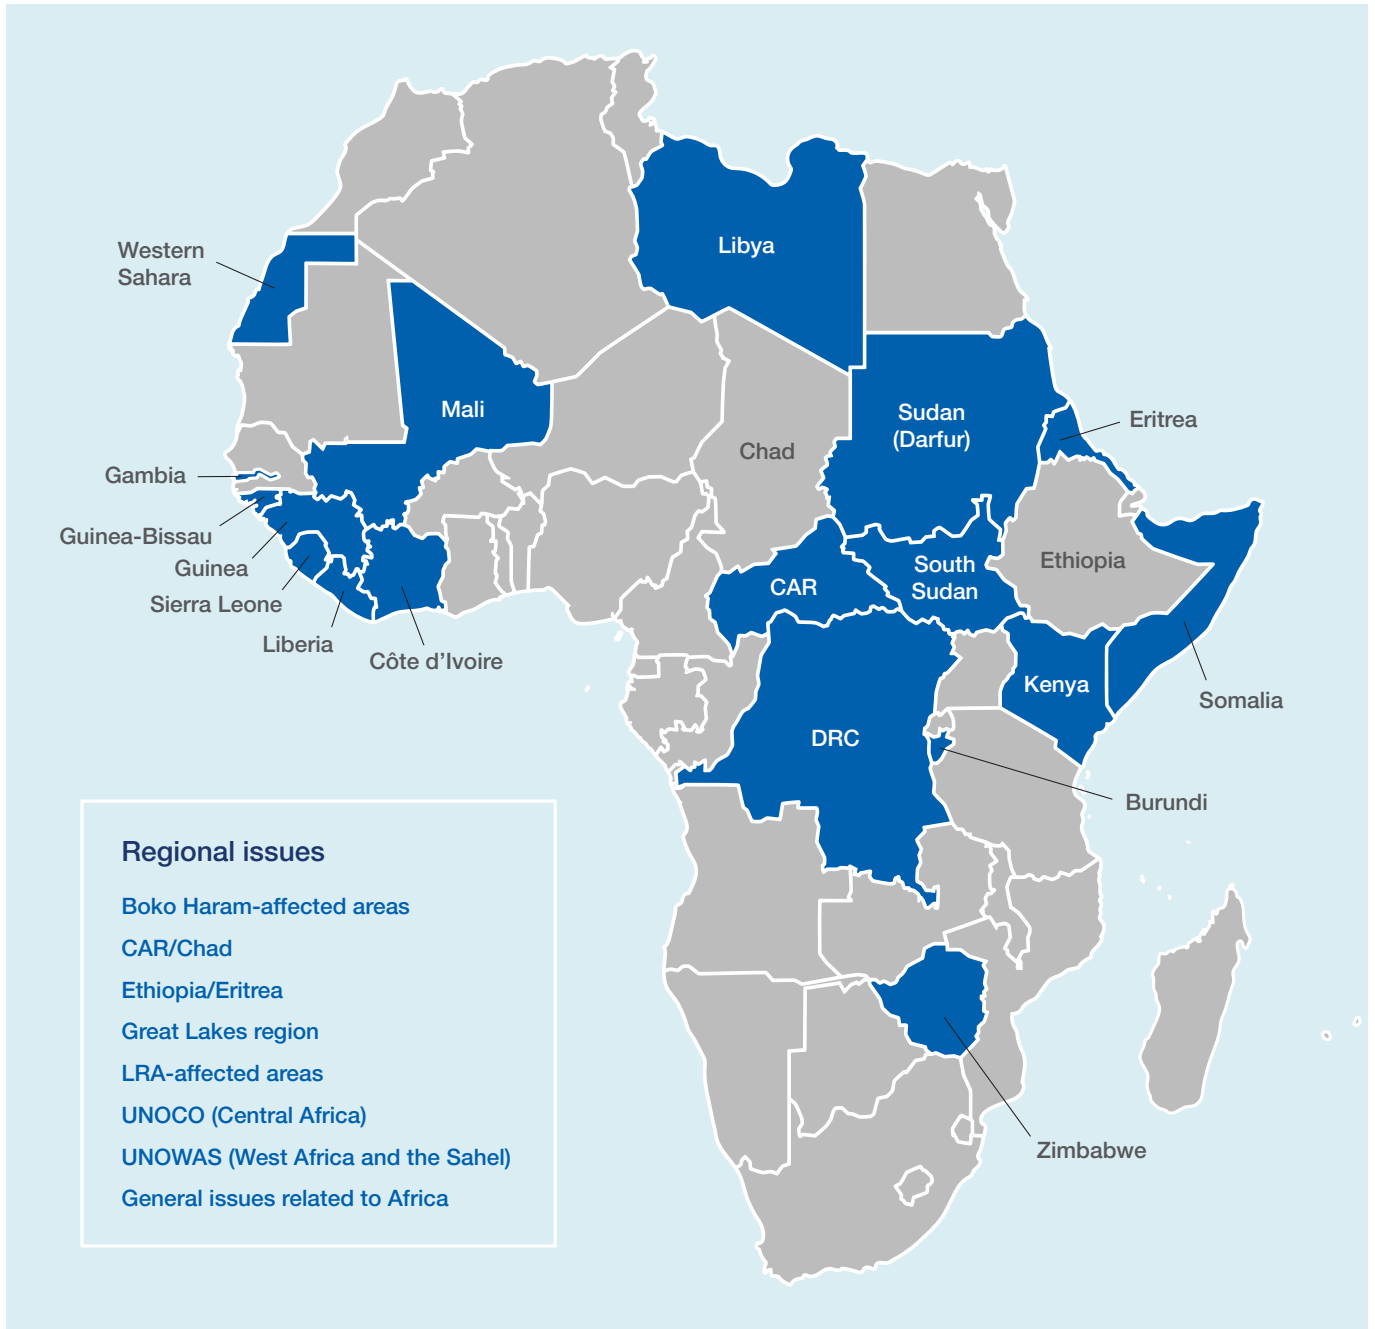 Libya
Western
Sahara
Mali
Sudan
(Darfur)
Eritrea
Chad
Gambia
Guinea-Bissau
Guinea
Sierra Leone
Liberia
Côte d’Ivoire
CAR
South
Sudan
Ethiopia
Kenya
Somalia
DRC
Burundi
Zimbabwe
Regional issues
Boko Haram-affected areas
CAR/Chad
Ethiopia/Eritrea
Great Lakes region
LRA-affected areas
UNOCO (Central Africa)
UNOWAS (West Africa and the Sahel)
General issues related to Africa